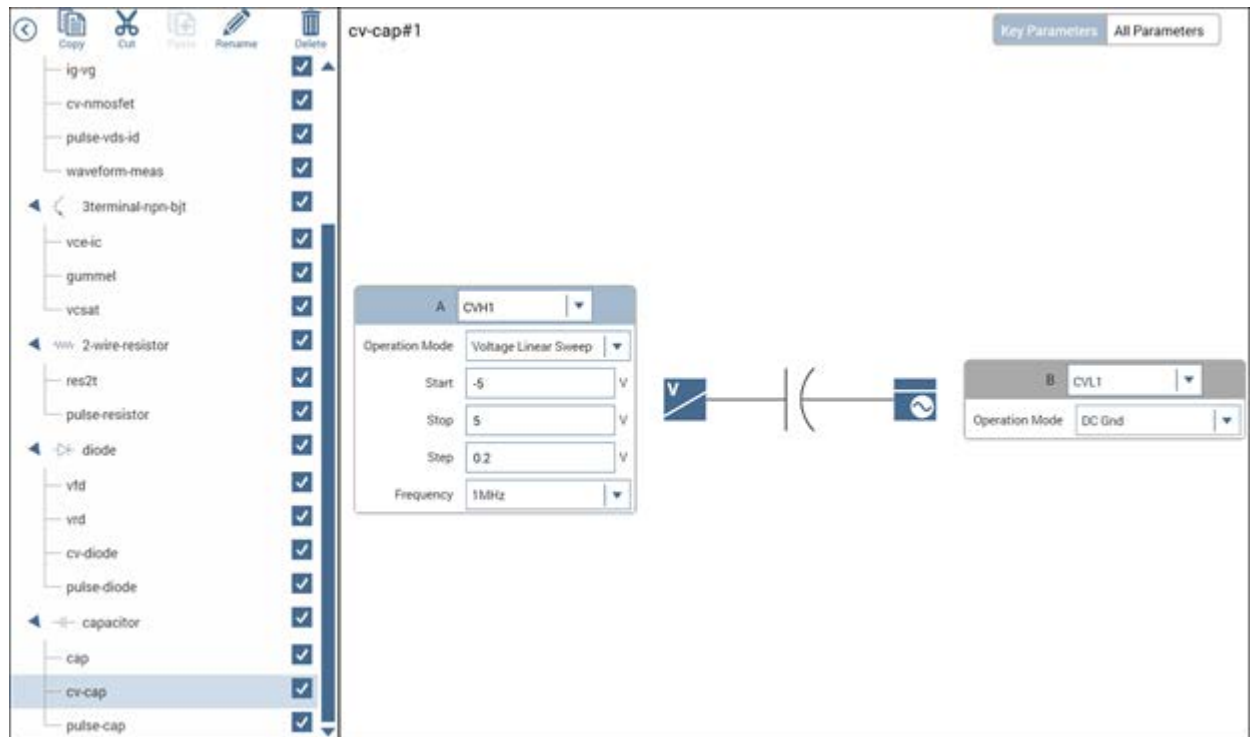 Copy Cut Paste Rename Delete
ig-vg
cv-nmosfet
pulse-vds-id
waveform-meas
3terminal-npn-bjt
vce-ic
gummel
vcsat
2-wire-resistor
res2t
pulse-resistor
diode
vfd
vrd
cv-diode
pulse-diode
capacitor
cap
cv-cap
pulse-cap
cv-cap#1
Key Parameters All Parameters
A CVH1
Operation Mode Voltage Linear Sweep
Start -5 V
Stop 5 V
Step 0.2 V
Frequency 1MHz
V
B CVL1
Operation Mode DC Gnd